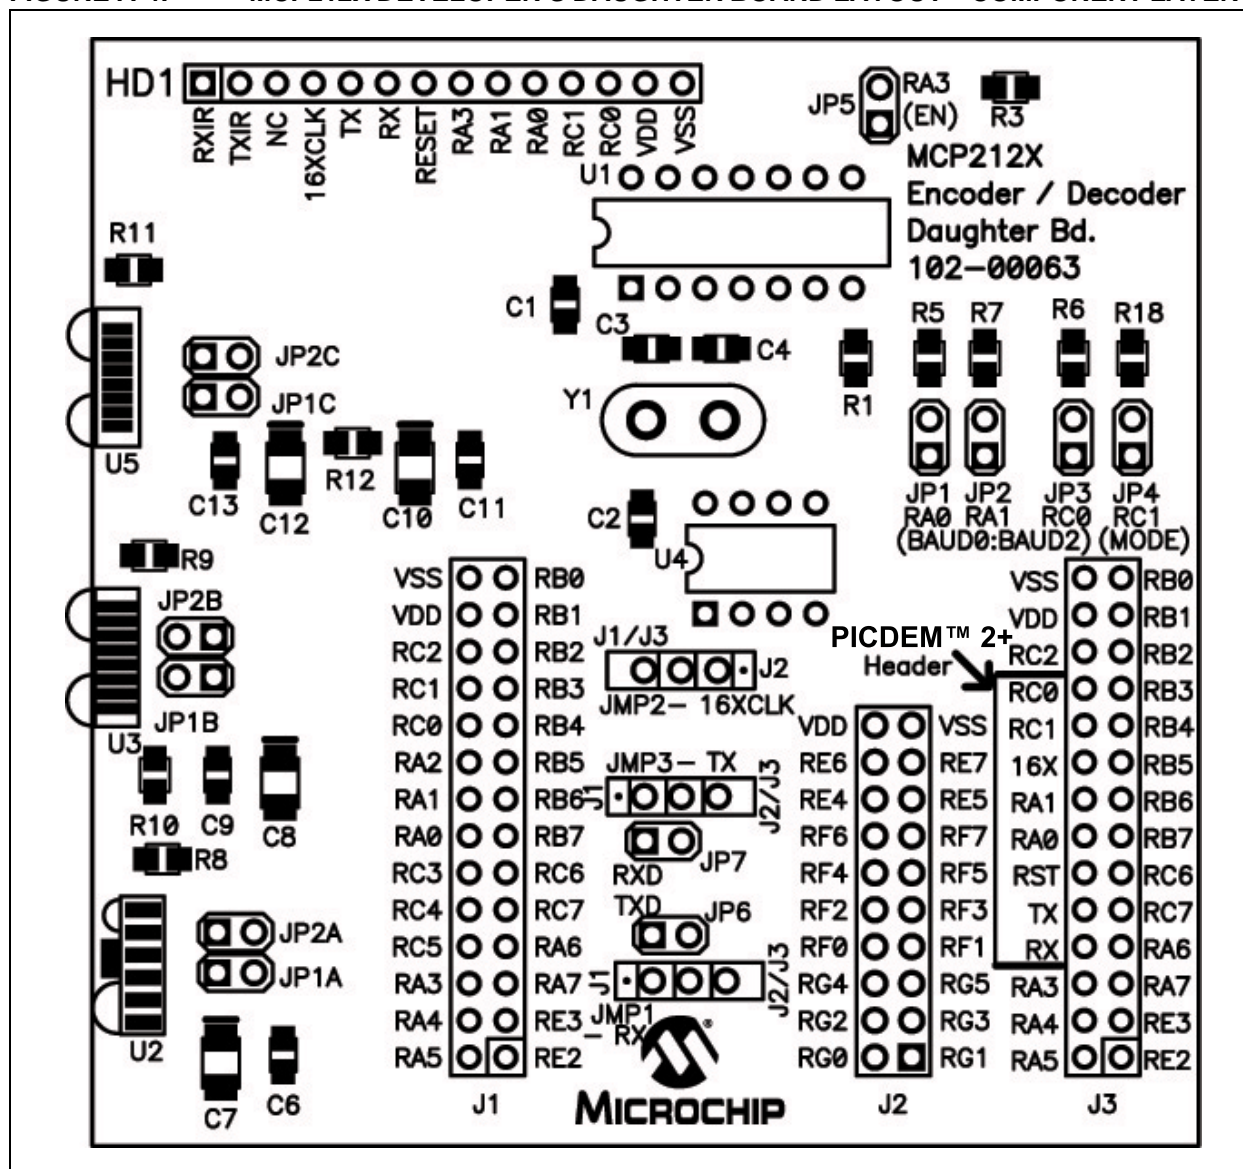 HD1
RXIR
TXIR
NC
16XCLK
TX
RX
RESET
RA3
RA1
RA0
RC1
RC0
VDD
VSS
JP5
RA3
(EN)
R3
MCP212X
Encoder / Decoder
Daughter Bd.
102-00063
U1
R11
C1
C3
C4
R5
R7
R6
R18
R1
JP2C
JP1C
Y1
U5
C13
C12
R12
C10
C11
JP1
JP2
JP3
JP4
RA0
RA1
RC0
RC1
(BAUD0:BAUD2) (MODE)
C2
U4
R9
JP2B
JP1B
U3
R10
C9
C8
R8
JP2A
JP1A
U2
C7
C6
VSS RB0
VDD RB1
RC2 RB2
RC1 RB3
RC0 RB4
RA2 RB5
RA1 RB6
RA0 RB7
RC3 RC6
RC4 RC7
RC5 RA6
RA3 RA7
RA4 RE3
RA5 RE2
J1
J1/J3
J2
JMP2- 16XCLK
JMP3- TX
J1
J2/J3
JP7
RXD
TXD
JP6
J1
J2/J3
JMP1
- RX
MICROCHIP
®
PICDEM™ 2+
Header
VDD VSS
RE6 RE7
RE4 RE5
RF6 RF7
RF4 RF5
RF2 RF3
RF0 RF1
RG4 RG5
RG2 RG3
RG0 RG1
J2
VSS RB0
VDD RB1
RC2 RB2
RC0 RB3
RC1 RB4
16X RB5
RA1 RB6
RA0 RB7
RST RC6
TX RC7
RX RA6
RA3 RA7
RA4 RE3
RA5 RE2
J3